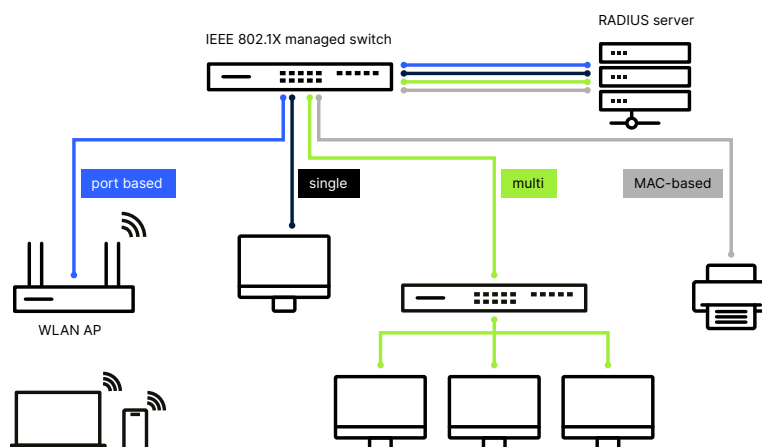 RADIUS server
IEEE 802.1X managed switch
port based
single
multi
MAC-based
WLAN AP